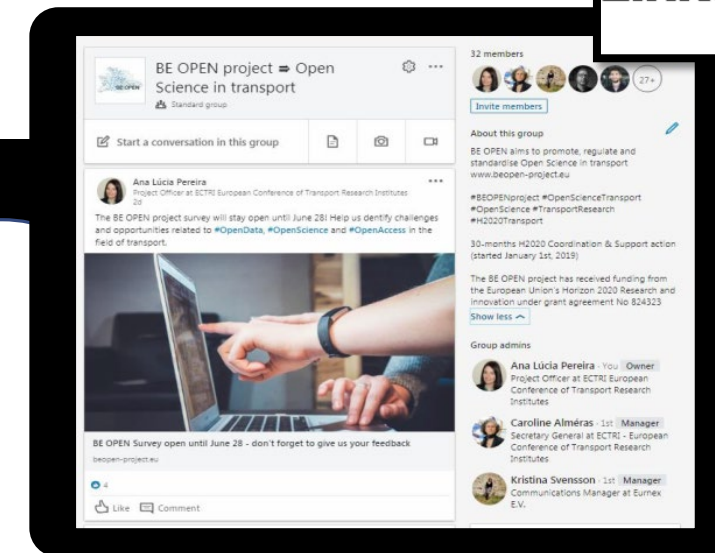 BE OPEN
BE OPEN project ⇒ Open
Science in transport
Standard group
Start a conversation in this group
Ana Lúcia Pereira
Project Officer at ECTRI European Conference of Transport Research Institutes
2d
The BE OPEN project survey will stay open until June 28! Help us dentify challenges
and opportunities related to #OpenData, #OpenScience and #OpenAccess in the
field of transport.
BE OPEN Survey open until June 28 - don't forget to give us your feedback
beopen-project.eu
4
Like Comment
32 members
27+
Invite members
About this group
BE OPEN aims to promote, regulate and
standardise Open Science in transport
www.beopen-project.eu
#BEOPENproject #OpenScienceTransport
#OpenScience #TransportResearch
#H2020Transport
30-months H2020 Coordination & Support action
(started January 1st, 2019)
The BE OPEN project has received funding from
the European Union's Horizon 2020 Research and
Innovation under grant agreement No 824323
Show less
Group admins
Ana Lúcia Pereira · You Owner
Project Officer at ECTRI European
Conference of Transport Research
Institutes
Caroline Alméras · 1st Manager
Secretary General at ECTRI - European
Conference of Transport Research
Institutes
Kristina Svensson · 1st Manager
Communications Manager at Eurnex
E.V.